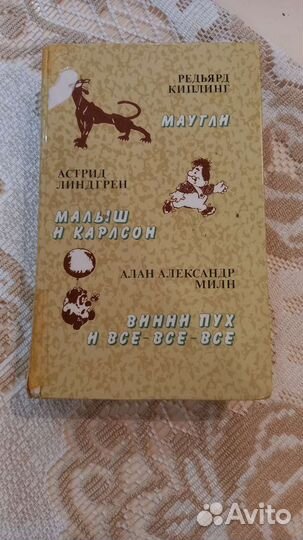 РЕДЬЯРД
КИПЛИНГ
МАУГЛИ
АСТРИД
ЛИНДГРЕН
МАЛЫШ
И КАРЛСОН
АЛАН АЛЕКСАНДР
МИЛН
ВИННИ ПУХ
И ВСЕ-ВСЕ-ВСЕ
Avito